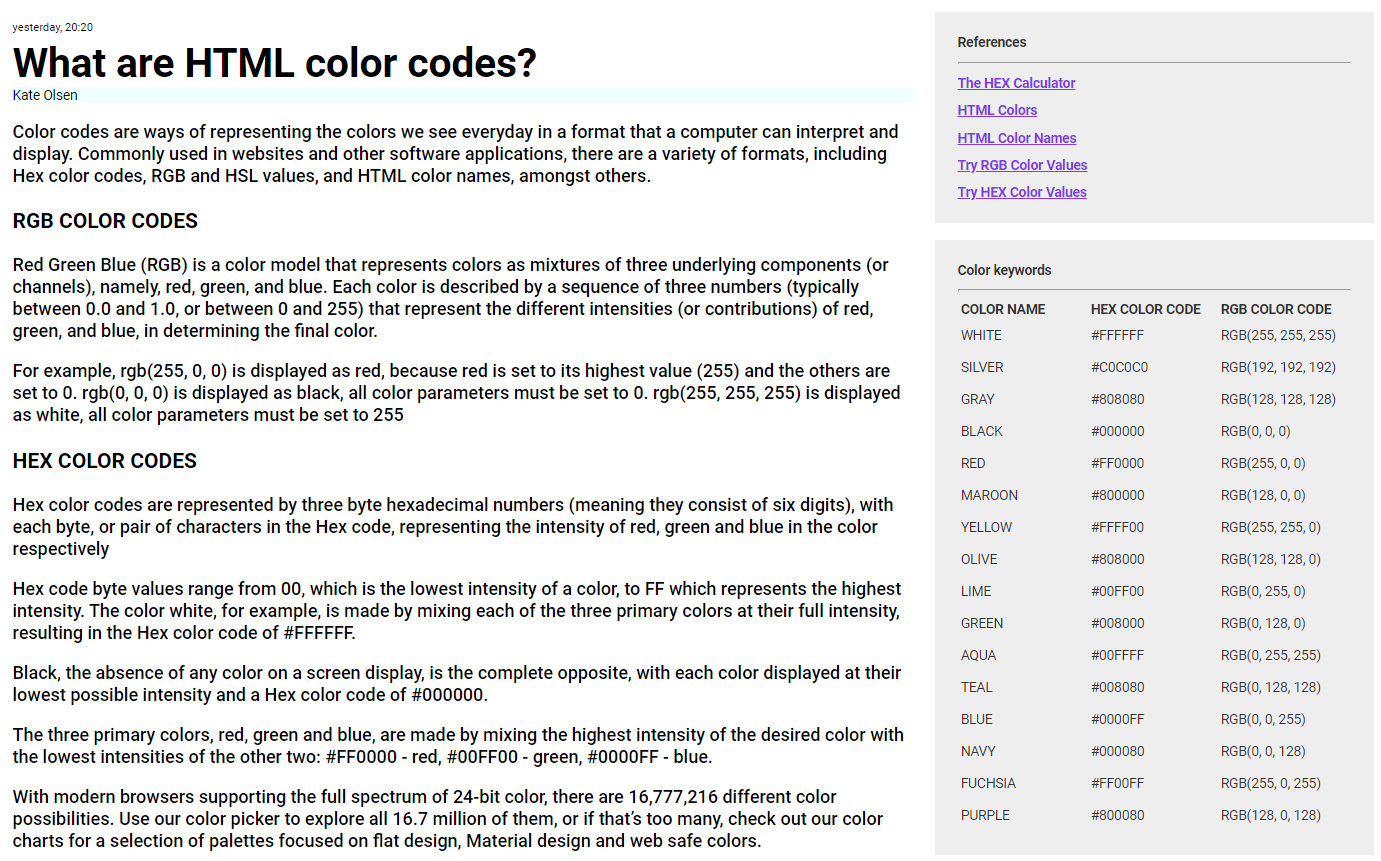 yesterday, 20:20
What are HTML color codes?
Kate Olsen
Color codes are ways of representing the colors we see everyday in a format that a computer can interpret and
display. Commonly used in websites and other software applications, there are a variety of formats, including
Hex color codes, RGB and HSL values, and HTML color names, amongst others.
RGB COLOR CODES
Red Green Blue (RGB) is a color model that represents colors as mixtures of three underlying components (or
channels), namely, red, green, and blue. Each color is described by a sequence of three numbers (typically
between 0.0 and 1.0, or between 0 and 255) that represent the different intensities (or contributions) of red,
green, and blue, in determining the final color.
For example, rgb(255, 0, 0) is displayed as red, because red is set to its highest value (255) and the others are
set to 0. rgb(0, 0, 0) is displayed as black, all color parameters must be set to 0. rgb(255, 255, 255) is displayed
as white, all color parameters must be set to 255
HEX COLOR CODES
Hex color codes are represented by three byte hexadecimal numbers (meaning they consist of six digits), with
each byte, or pair of characters in the Hex code, representing the intensity of red, green and blue in the color
respectively
Hex code byte values range from 00, which is the lowest intensity of a color, to FF which represents the highest
intensity. The color white, for example, is made by mixing each of the three primary colors at their full intensity,
resulting in the Hex color code of #FFFFFF.
Black, the absence of any color on a screen display, is the complete opposite, with each color displayed at their
lowest possible intensity and a Hex color code of #000000.
The three primary colors, red, green and blue, are made by mixing the highest intensity of the desired color with
the lowest intensities of the other two: #FF0000 - red, #00FF00 - green, #0000FF - blue.
With modern browsers supporting the full spectrum of 24-bit color, there are 16,777,216 different color
possibilities. Use our color picker to explore all 16.7 million of them, or if that’s too many, check out our color
charts for a selection of palettes focused on flat design, Material design and web safe colors.
References
The HEX Calculator
HTML Colors
HTML Color Names
Try RGB Color Values
Try HEX Color Values
Color keywords
COLOR NAME HEX COLOR CODE RGB COLOR CODE
WHITE #FFFFFF RGB(255, 255, 255)
SILVER #C0C0C0 RGB(192, 192, 192)
GRAY #808080 RGB(128, 128, 128)
BLACK #000000 RGB(0, 0, 0)
RED #FF0000 RGB(255, 0, 0)
MAROON #800000 RGB(128, 0, 0)
YELLOW #FFFF00 RGB(255, 255, 0)
OLIVE #808000 RGB(128, 128, 0)
LIME #00FF00 RGB(0, 255, 0)
GREEN #008000 RGB(0, 128, 0)
AQUA #00FFFF RGB(0, 255, 255)
TEAL #008080 RGB(0, 128, 128)
BLUE #0000FF RGB(0, 0, 255)
NAVY #000080 RGB(0, 0, 128)
FUCHSIA #FF00FF RGB(255, 0, 255)
PURPLE #800080 RGB(128, 0, 128)